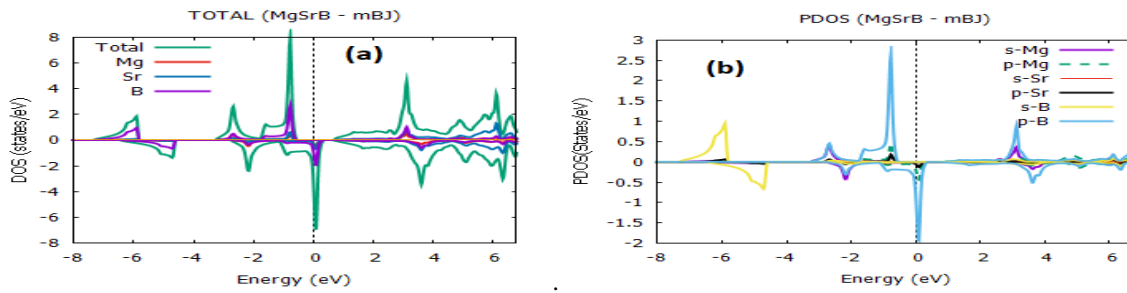 TOTAL (MgSrB - mBJ)
(a)
Total
Mg
Sr
B
8
6
4
2
0
-2
-4
-6
-8
DOS(states/eV)
-8
-6
-4
-2
0
2
4
6
Energy (eV)
.
PDOS (MgSrB - mBJ)
(b)
s-Mg
p-Mg
s-Sr
p-Sr
s-B
p-B
3
2.5
2
1.5
1
0.5
0
-0.5
-1
-1.5
-2
PDOS(States/eV)
-8
-6
-4
-2
0
2
4
6
Energy (eV)